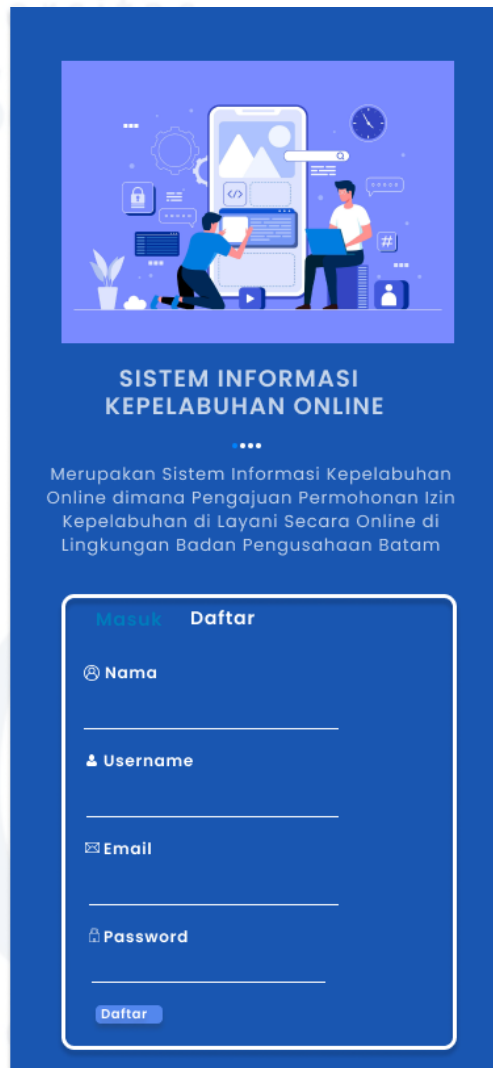 </>
#
SISTEM INFORMASI
KEPELABUHAN ONLINE
Merupakan Sistem Informasi Kepelabuhan
Online dimana Pengajuan Permohonan Izin
Kepelabuhan di Layani Secara Online di
Lingkungan Badan Pengusahaan Batam
Masuk Daftar
Nama
Username
Email
Password
Daftar